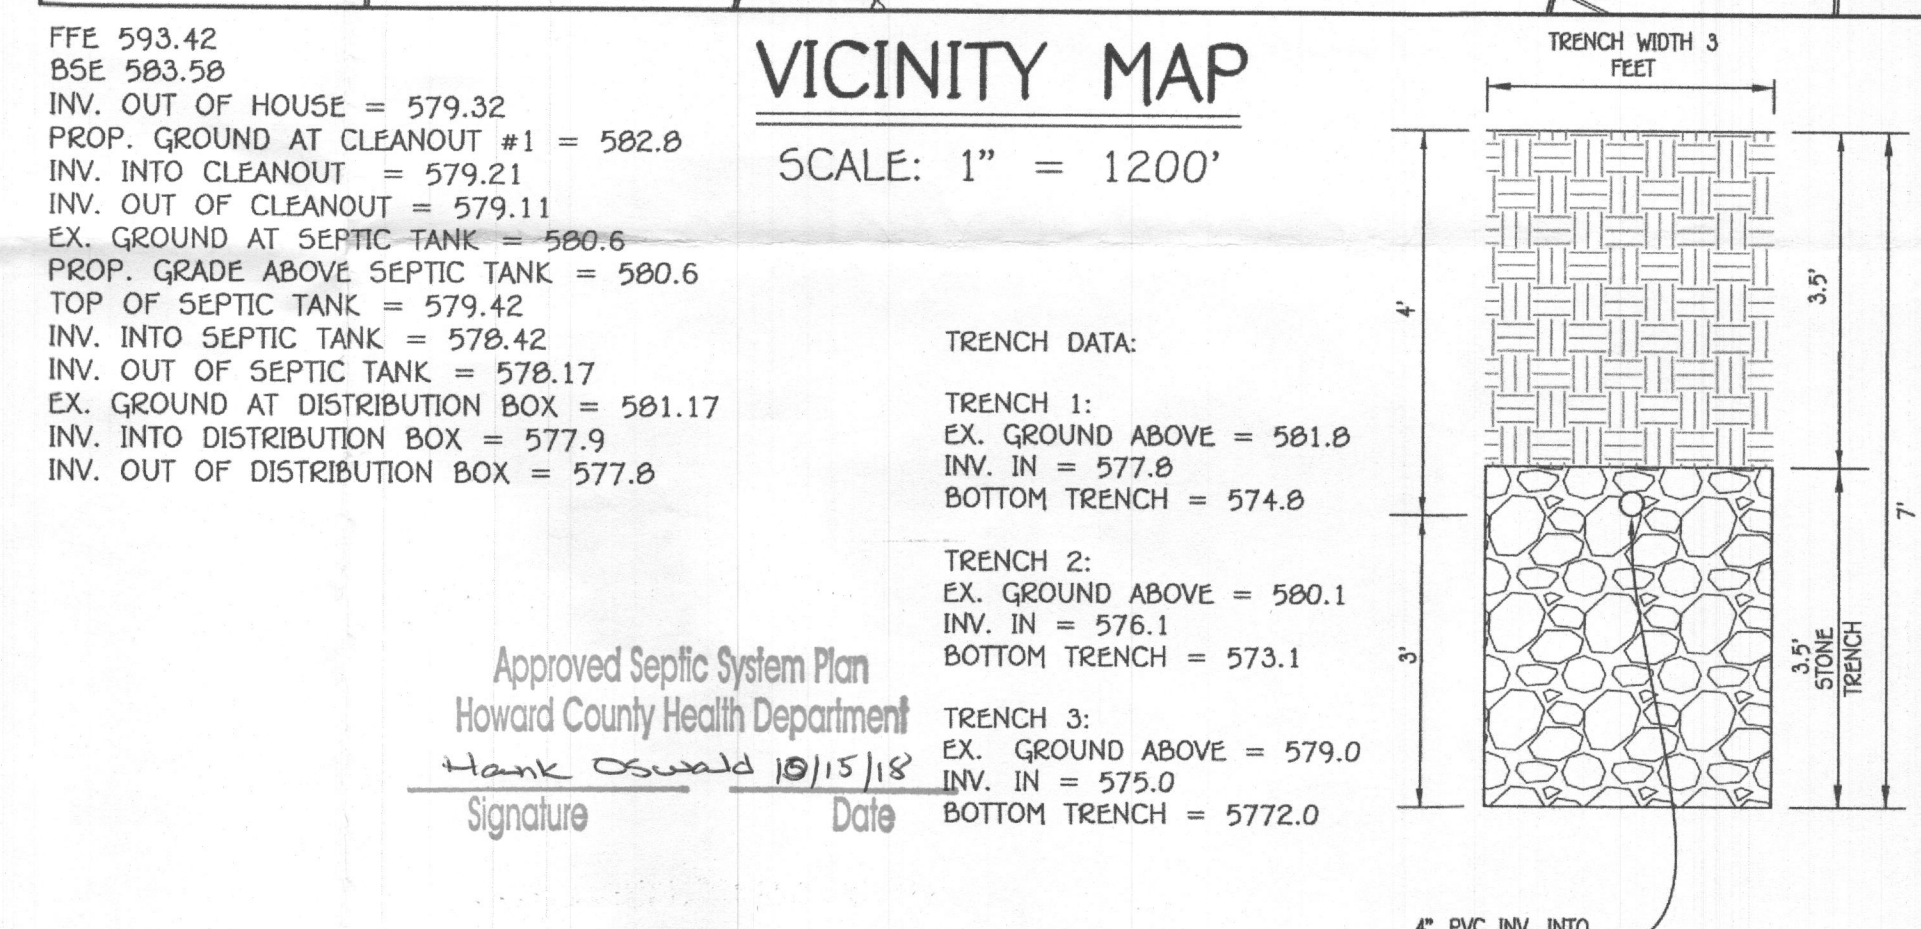 FFE 593.42
BSE 583.58
INV. OUT OF HOUSE = 579.32
PROP. GROUND AT CLEANOUT #1 = 582.8
INV. INTO CLEANOUT = 579.21
INV. OUT OF CLEANOUT = 579.11
EX. GROUND AT SEPTIC TANK = 580.6
PROP. GRADE ABOVE SEPTIC TANK = 580.6
TOP OF SEPTIC TANK = 579.42
INV. INTO SEPTIC TANK = 578.42
INV. OUT OF SEPTIC TANK = 578.17
EX. GROUND AT DISTRIBUTION BOX = 581.17
INV. INTO DISTRIBUTION BOX = 577.9
INV. OUT OF DISTRIBUTION BOX = 577.8
VICINITY MAP
SCALE: 1" = 1200'
Approved Septic System Plan
Howard County Health Department
Hank Oswald 10/15/18
Signature Date
TRENCH DATA:
TRENCH 1:
EX. GROUND ABOVE = 581.8
INV. IN = 577.8
BOTTOM TRENCH = 574.8
TRENCH 2:
EX. GROUND ABOVE = 580.1
INV. IN = 576.1
BOTTOM TRENCH = 573.1
TRENCH 3:
EX. GROUND ABOVE = 579.0
INV. IN = 575.0
BOTTOM TRENCH = 5772.0
TRENCH WIDTH 3
FEET
4'
3'
3.5'
3.5'
STONE
TRENCH
7'
4" PVC INV. INTO